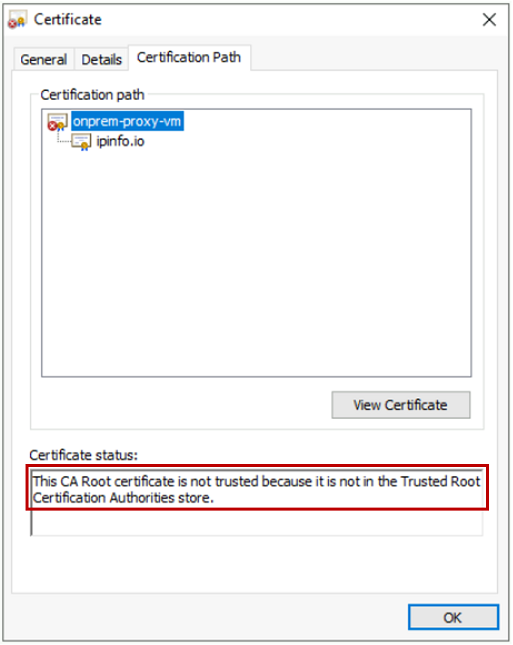 Certificate
General Details Certification Path
Certification path
onprem-proxy-vm
ipinfo.io
View Certificate
Certificate status:
This CA Root certificate is not trusted because it is not in the Trusted Root
Certification Authorities store.
OK